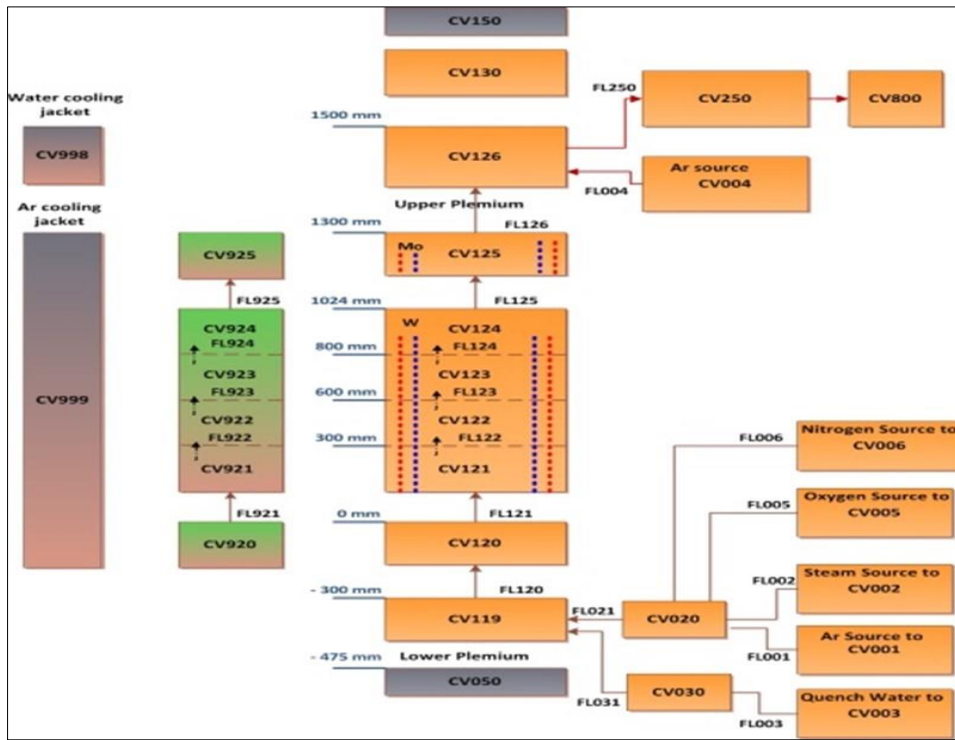 CV150
CV130
FL250
CV250
CV800
Water cooling
jacket
1500 mm
CV998
CV126
Ar source
CV004
FL004
Ar cooling
jacket
Upper Plemium
1300 mm
FL126
CV925
Mo
CV125
FL925
1024 mm
FL125
CV924
W
CV124
FL924
800 mm
FL124
CV923
CV123
CV999
FL923
600 mm
FL123
CV922
CV122
FL922
300 mm
FL122
CV921
CV121
FL006
Nitrogen Source to
CV006
FL921
0 mm
FL121
FL005
Oxygen Source to
CV005
CV920
CV120
- 300 mm
FL120
FL002
Steam Source to
CV002
FL021
CV119
CV020
FL001
Ar Source to
CV001
- 475 mm
Lower Plemium
CV050
FL031
CV030
FL003
Quench Water to
CV003